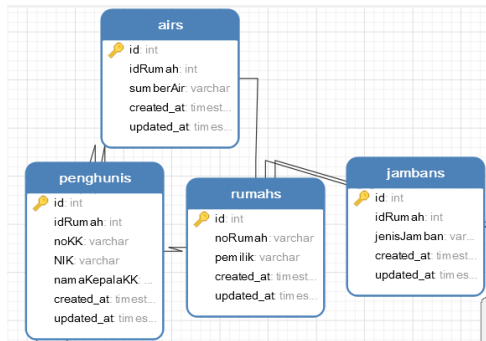 airs
id: int
idRumah: int
sumberAir: varchar
created_at: timest...
updated_at: times...
penghunis
id: int
idRumah: int
noKK: varchar
NIK: varchar
namaKepalaKK: ...
created_at: timest...
updated_at: times...
rumahs
id: int
noRumah: varchar
pemilik: varchar
created_at: timest...
updated_at: times...
jambans
id: int
idRumah: int
jenisJamban: var...
created_at: timest...
updated_at: times...